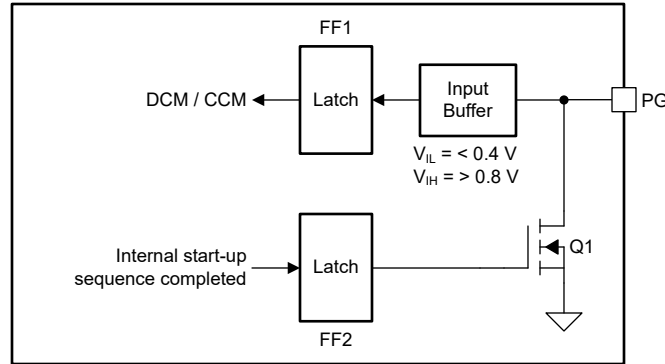 FF1
DCM / CCM
Latch
Input
Buffer
PG
V_IL = < 0.4 V
V_IH = > 0.8 V
Internal start-up
sequence completed
Latch
Q1
FF2